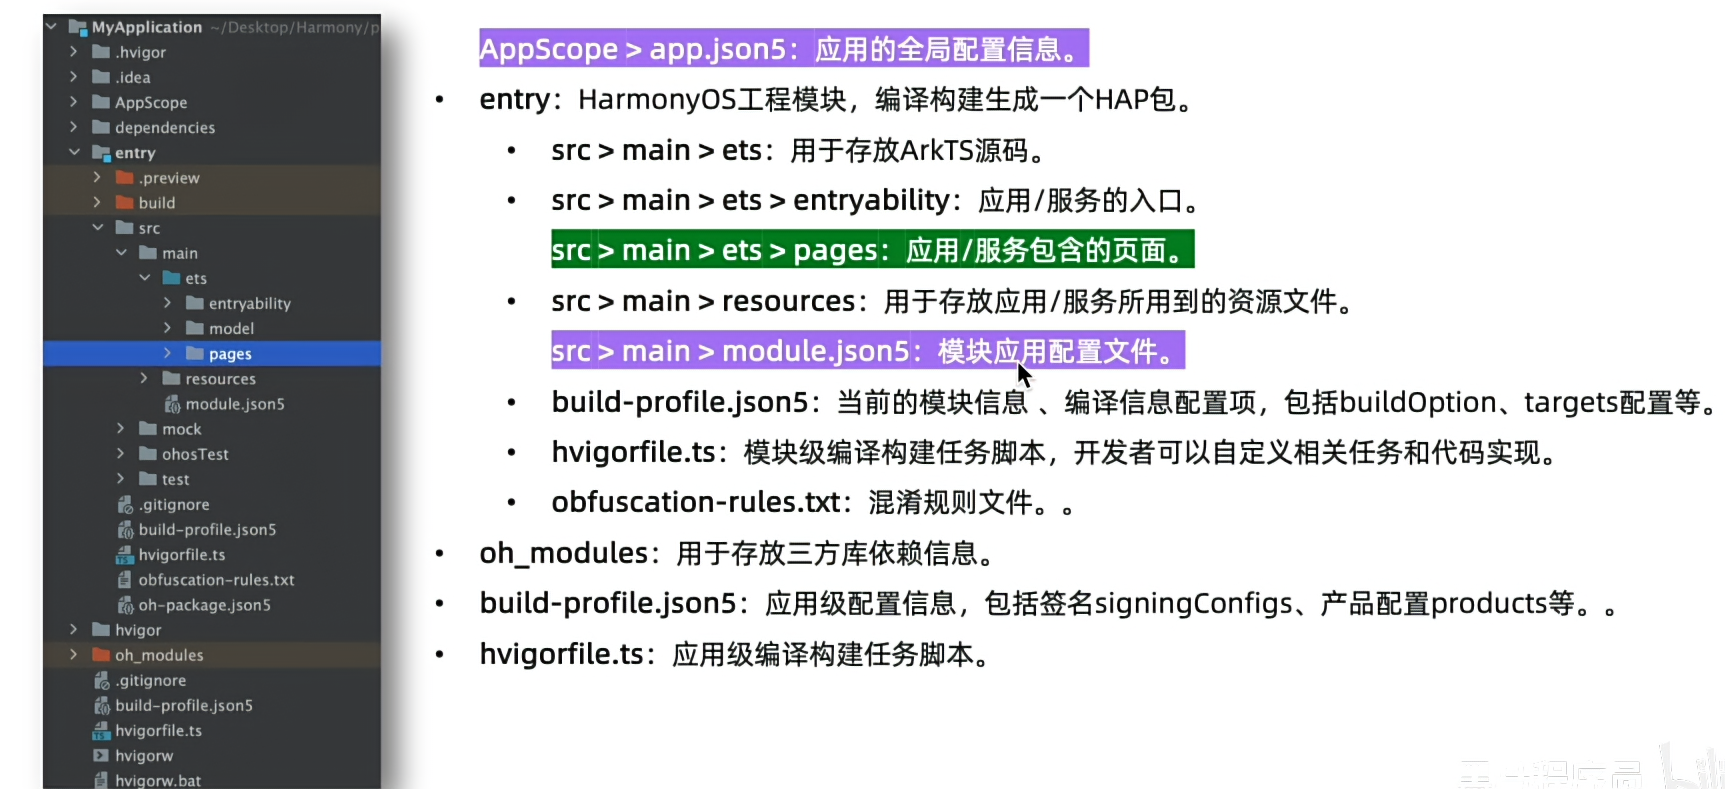 MyApplication ~/Desktop/Harmony/p
.hvigor
.idea
AppScope
dependencies
entry
.preview
build
src
main
ets
entryability
model
pages
resources
module.json5
mock
ohosTest
test
.gitignore
build-profile.json5
hvigorfile.ts
obfuscation-rules.txt
oh-package.json5
hvigor
oh_modules
.gitignore
build-profile.json5
hvigorfile.ts
hvigorw
hvigorw.bat
AppScope > app.json5：应用的全局配置信息。
• entry：HarmonyOS工程模块，编译构建生成一个HAP包。
• src > main > ets：用于存放ArkTS源码。
• src > main > ets > entryability：应用/服务的入口。
src > main > ets > pages：应用/服务包含的页面。
• src > main > resources：用于存放应用/服务所用到的资源文件。
src > main > module.json5：模块应用配置文件。
• build-profile.json5：当前的模块信息 、编译信息配置项，包括buildOption、targets配置等。
• hvigorfile.ts：模块级编译构建任务脚本，开发者可以自定义相关任务和代码实现。
• obfuscation-rules.txt：混淆规则文件。。
• oh_modules：用于存放三方库依赖信息。
• build-profile.json5：应用级配置信息，包括签名signingConfigs、产品配置products等。。
• hvigorfile.ts：应用级编译构建任务脚本。